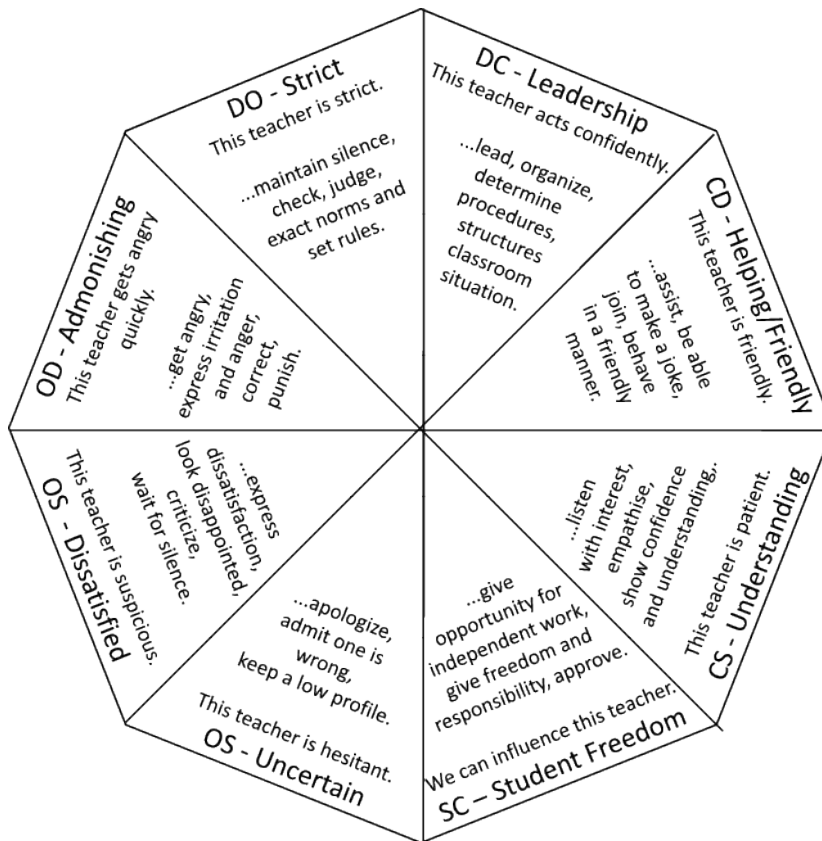 DO - Strict
This teacher is strict.
...maintain silence,
check, judge,
exact norms and
set rules.
DC - Leadership
This teacher acts confidently.
...lead, organize,
determine
procedures,
structures
classroom
situation.
CD - Helping/Friendly
This teacher is friendly.
...assist, be able
to make a joke,
join, behave
in a friendly
manner.
CS - Understanding
This teacher is patient.
...listen
with interest,
empathise,
show confidence
and understanding,.
...give
opportunity for
independent work,
give freedom and
responsibility, approve.
We can influence this teacher.
SC – Student Freedom
...apologize,
admit one is
wrong,
keep a low profile.
This teacher is hesitant.
OS - Uncertain
...express
dissatisfaction,
look disappointed,
criticize,
wait for silence.
This teacher is suspicious.
OS - Dissatisfied
OD - Admonishing
This teacher gets angry
quickly.
...get angry,
express irritation
and anger,
correct,
punish.